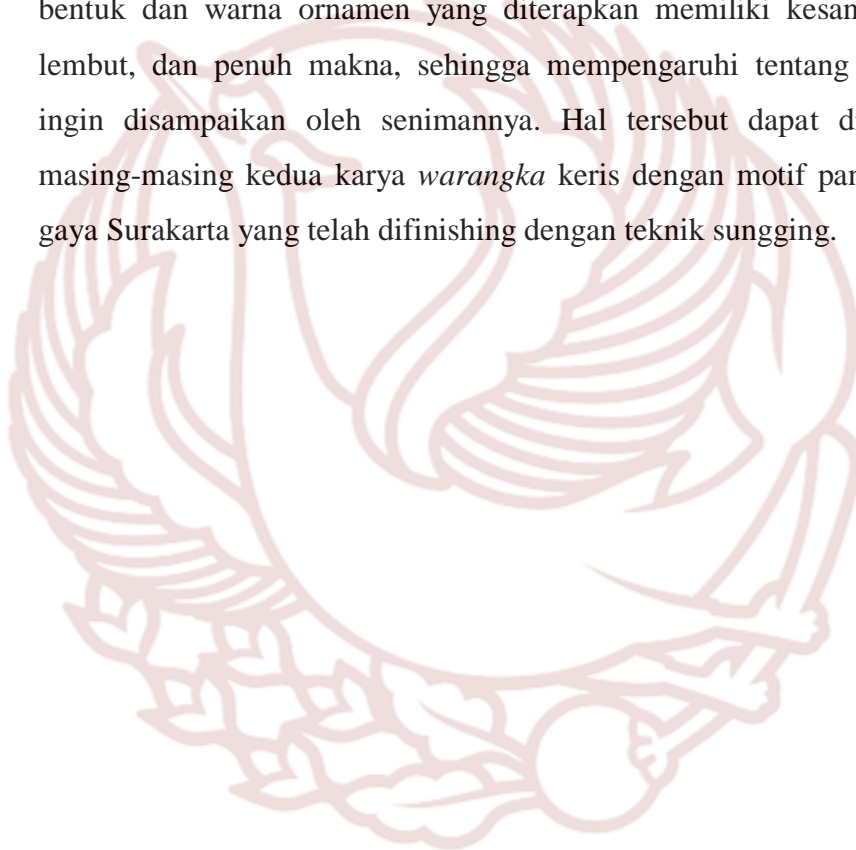 bentuk dan warna ornamen yang diterapkan memiliki kesan
lembut, dan penuh makna, sehingga mempengaruhi tentang
ingin disampaikan oleh senimannya. Hal tersebut dapat
masing-masing kedua karya warangka keris dengan motif
gaya Surakarta yang telah difinishing dengan teknik sungging.